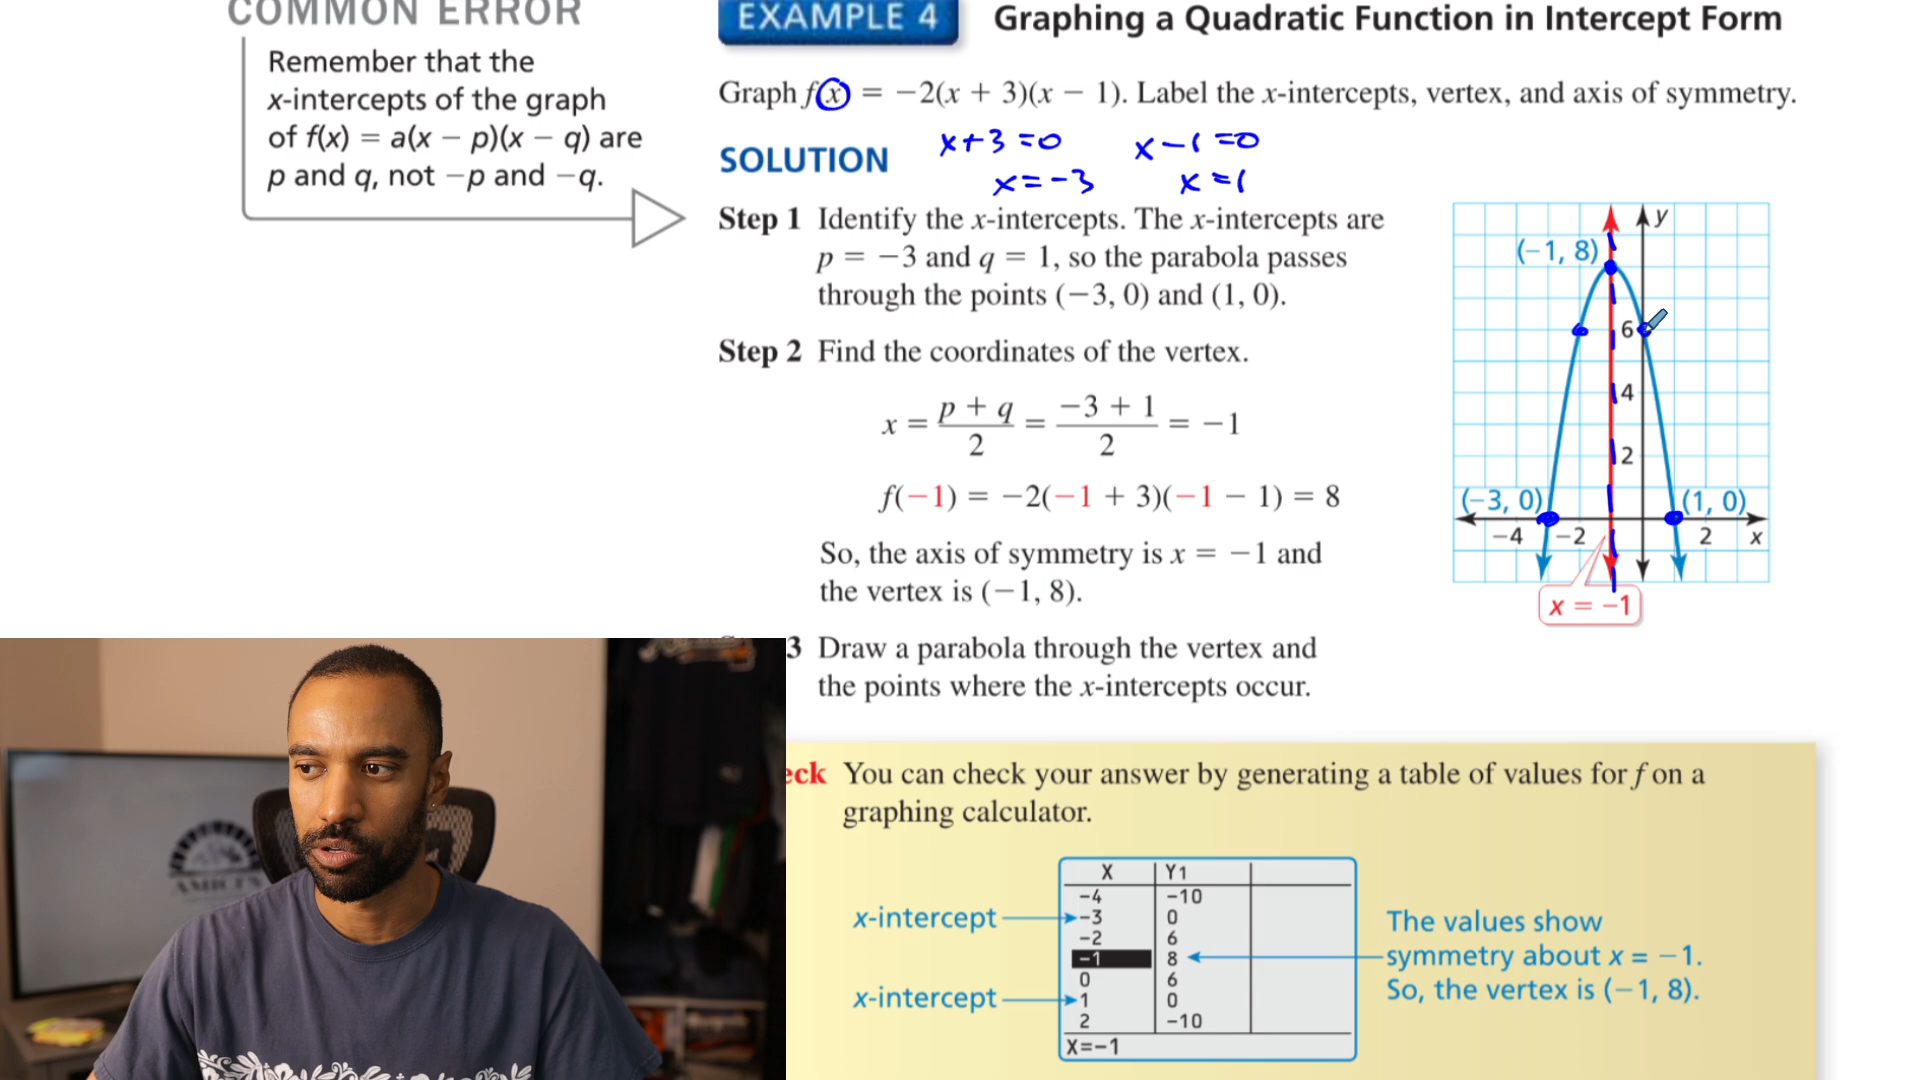 COMMON ERROR
Remember that the
x-intercepts of the graph
of f(x) = a(x − p)(x − q) are
p and q, not −p and −q.
EXAMPLE 4 Graphing a Quadratic Function in Intercept Form
Graph f(x) = −2(x + 3)(x − 1). Label the x-intercepts, vertex, and axis of symmetry.
x+3=0 x−1=0
SOLUTION
x=−3 x=1
Step 1 Identify the x-intercepts. The x-intercepts are
p = −3 and q = 1, so the parabola passes
through the points (−3, 0) and (1, 0).
Step 2 Find the coordinates of the vertex.
x = (p + q)/2 = (−3 + 1)/2 = −1
f(−1) = −2(−1 + 3)(−1 − 1) = 8
So, the axis of symmetry is x = −1 and
the vertex is (−1, 8).
3 Draw a parabola through the vertex and
the points where the x-intercepts occur.
y
(−1, 8)
6
4
2
(−3, 0) (1, 0)
−4 −2 2 x
x = −1
eck You can check your answer by generating a table of values for f on a
graphing calculator.
X Y1
−4 −10
x-intercept −3 0
−2 6
−1 8
0 6
x-intercept 1 0
2 −10
X=−1
The values show
symmetry about x = −1.
So, the vertex is (−1, 8).